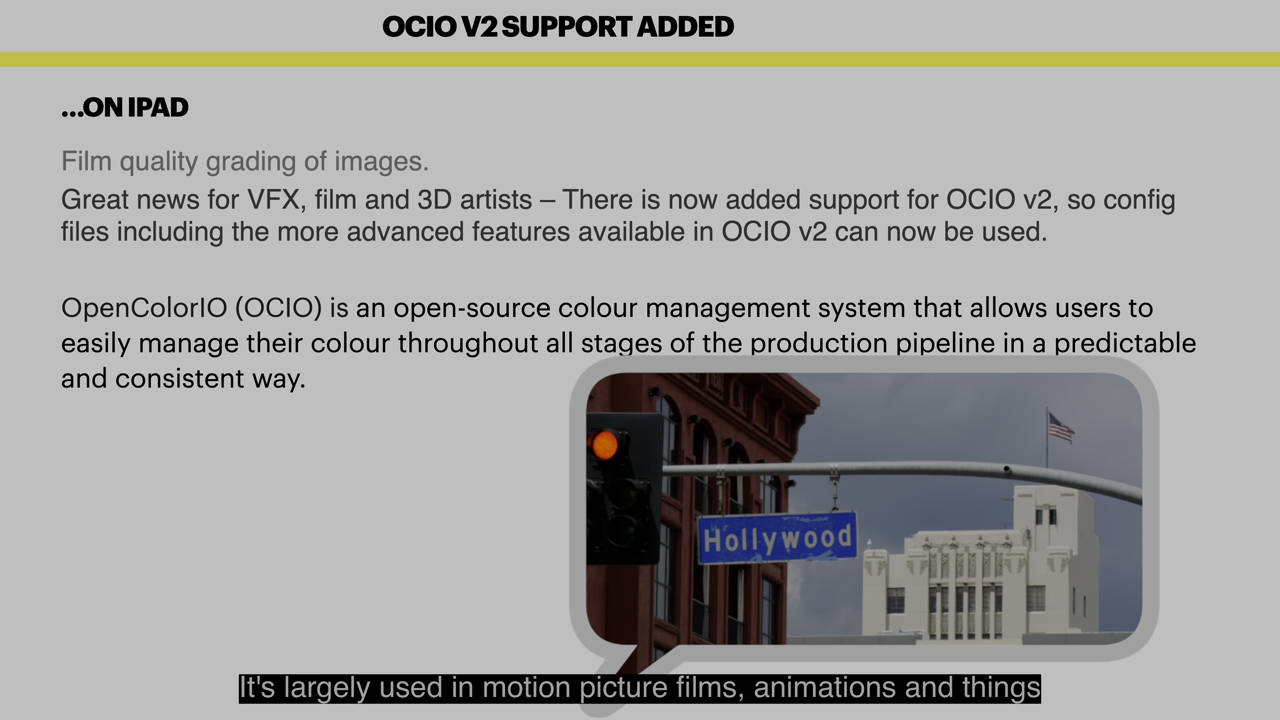 OCIO V2 SUPPORT ADDED
...ON IPAD
Film quality grading of images.
Great news for VFX, film and 3D artists – There is now added support for OCIO v2, so config
files including the more advanced features available in OCIO v2 can now be used.
OpenColorIO (OCIO) is an open-source colour management system that allows users to
easily manage their colour throughout all stages of the production pipeline in a predictable
and consistent way.
Hollywood
It's largely used in motion picture films, animations and things